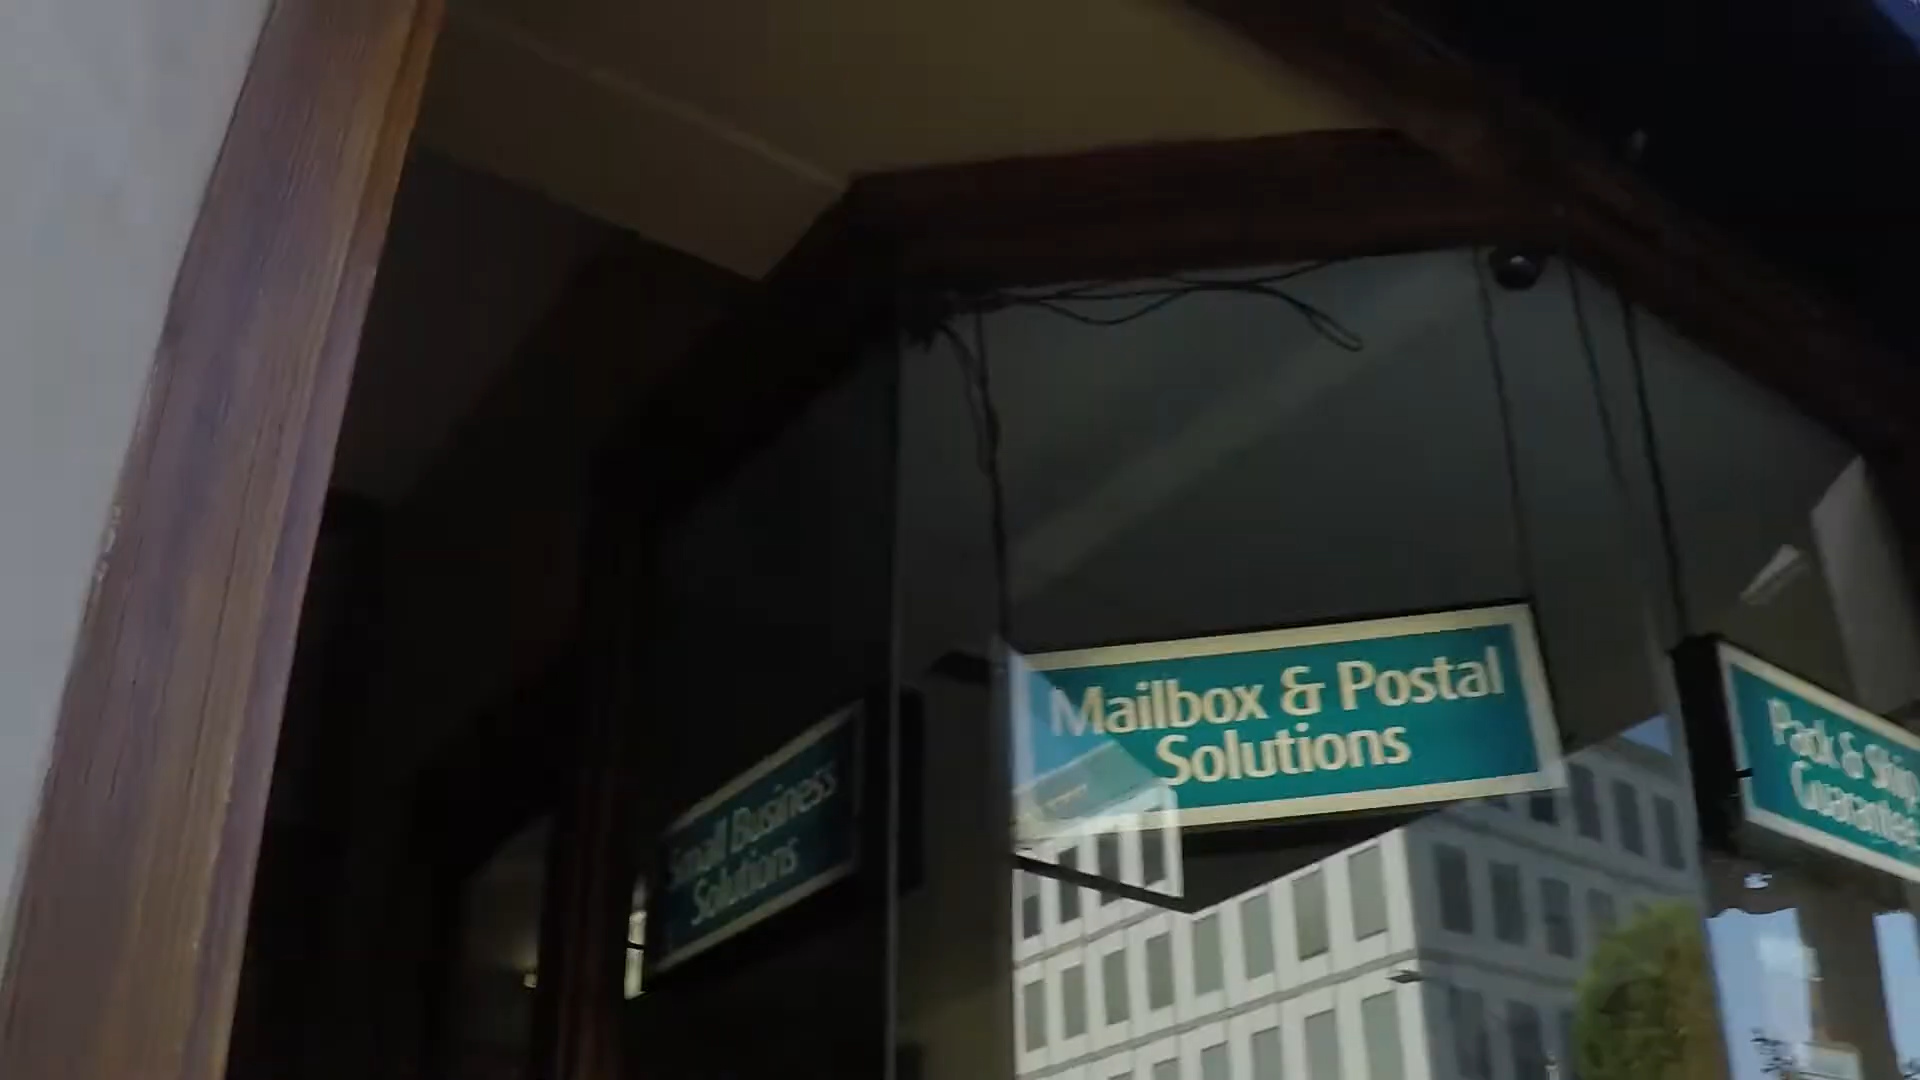 Small Business
Solutions
Mailbox & Postal
Solutions
Pack & Ship
Guarantee